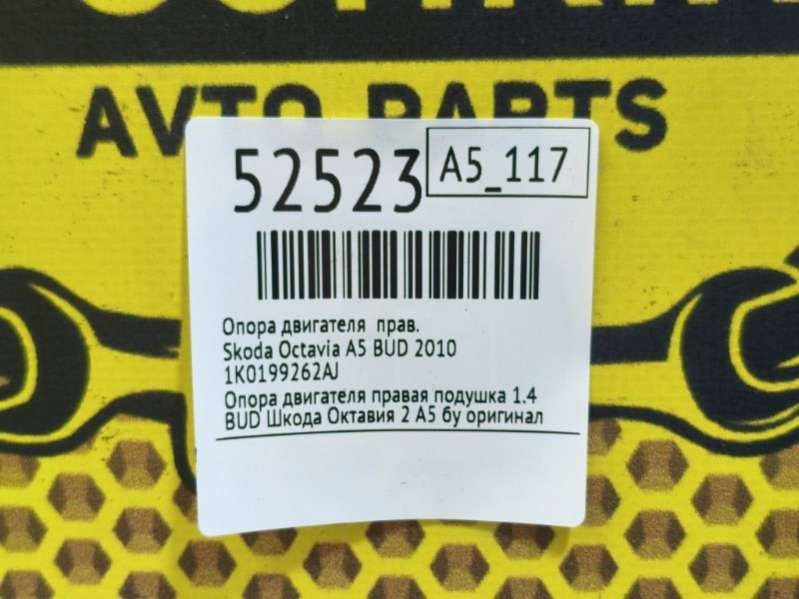 AVTO PARTS
52523
A5_117
Опора двигателя прав.
Skoda Octavia A5 BUD 2010
1K0199262AJ
Опора двигателя правая подушка 1.4
BUD Шкода Октавия 2 А5 бу оригинал